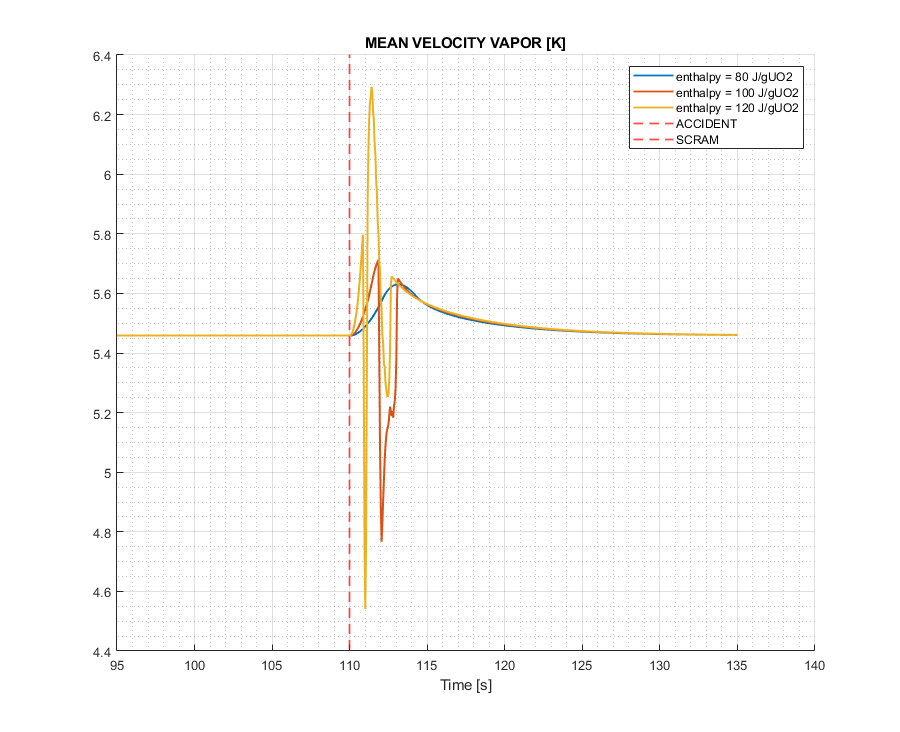 MEAN VELOCITY VAPOR [K]
6.4
6.2
6
5.8
5.6
5.4
5.2
5
4.8
4.6
4.4
enthalpy = 80 J/gUO2
enthalpy = 100 J/gUO2
enthalpy = 120 J/gUO2
ACCIDENT
SCRAM
95 100 105 110 115 120 125 130 135 140
Time [s]